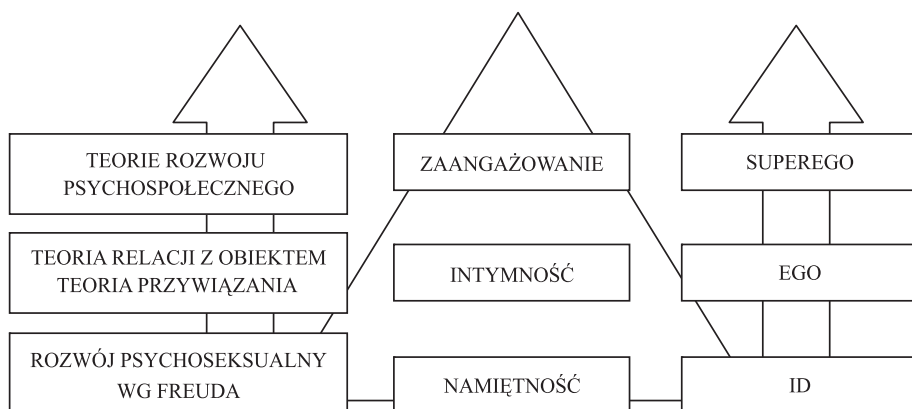 TEORIE ROZWOJU
PSYCHOSPOŁECZNEGO
ZAANGAŻOWANIE
SUPEREGO
TEORIA RELACJI Z OBIEKTEM
TEORIA PRZYWIĄZANIA
INTYMNOŚĆ
EGO
ROZWÓJ PSYCHOSEKSUALNY
WG FREUDA
NAMIĘTNOŚĆ
ID